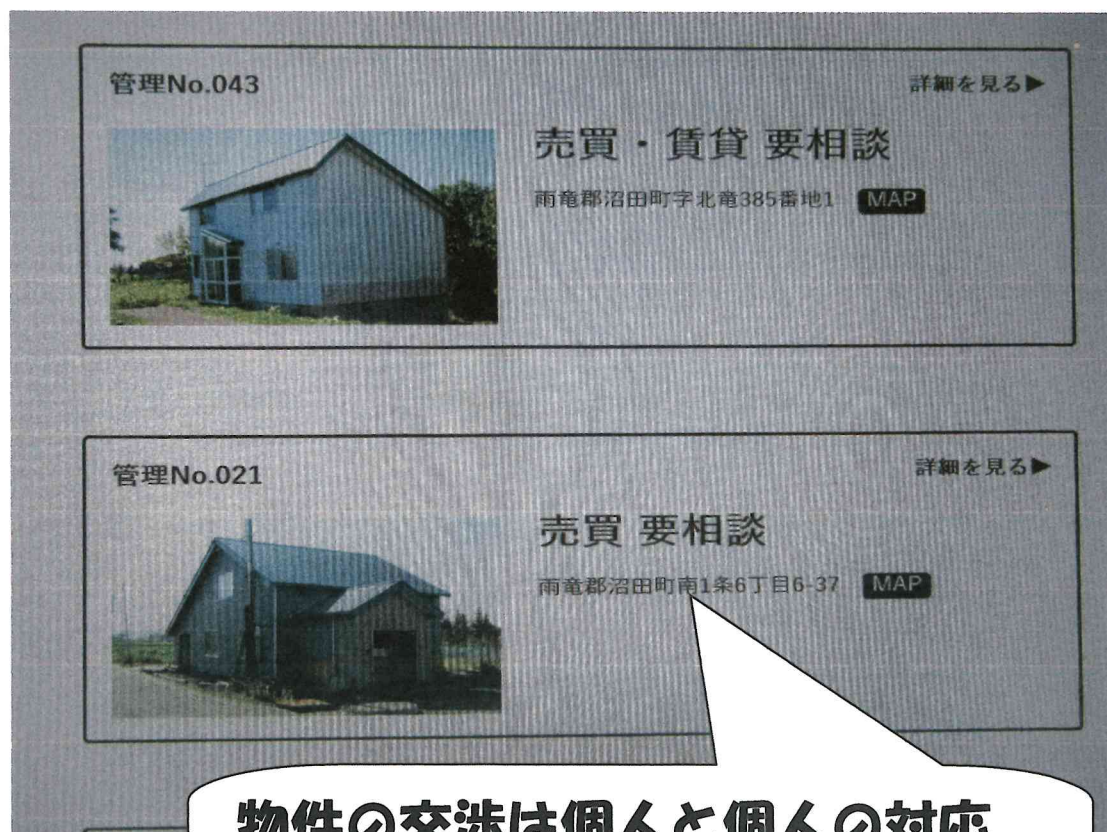 管理No.043
詳細を見る▶
売買・賃貸 要相談
雨竜郡沼田町字北竜385番地1 MAP
管理No.021
詳細を見る▶
売買 要相談
雨竜郡沼田町南1条6丁目6-37 MAP
物件の交渉は個人と個人の対応